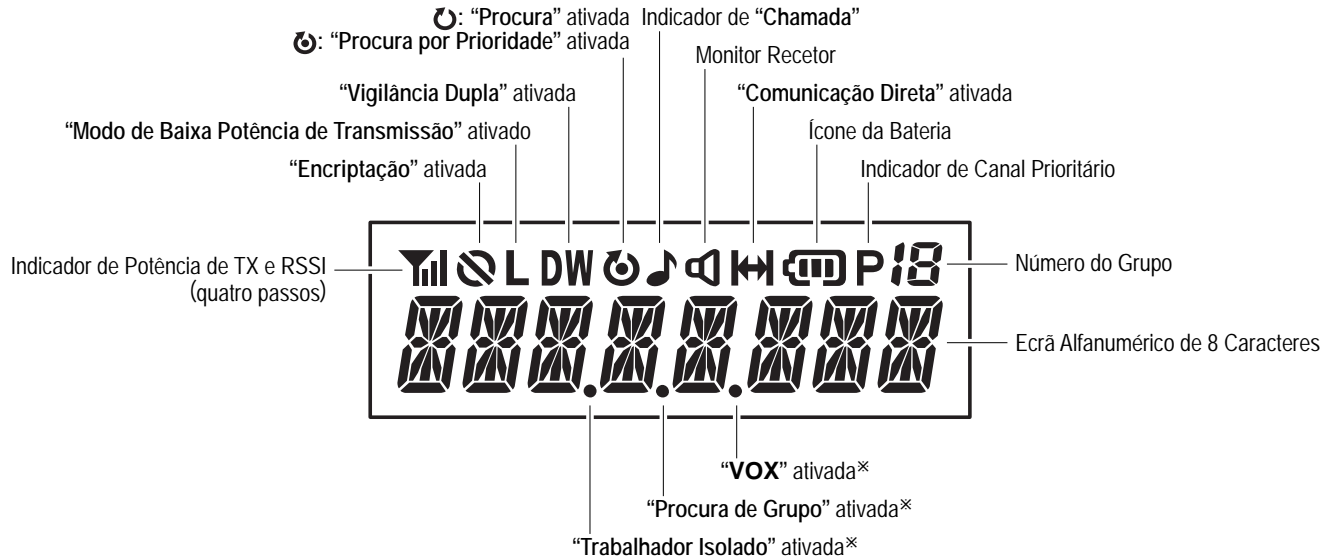 ↻: “Procura” ativada Indicador de “Chamada”
“Procura por Prioridade” ativada
Monitor Recetor
“Vigilância Dupla” ativada
“Comunicação Direta” ativada
“Modo de Baixa Potência de Transmissão” ativado
Ícone da Bateria
“Encriptação” ativada
Indicador de Canal Prioritário
Indicador de Potência de TX e RSSI
(quatro passos)
L DW P 18
Número do Grupo
Ecrã Alfanumérico de 8 Caracteres
“VOX” ativada※
“Procura de Grupo” ativada※
“Trabalhador Isolado” ativada※